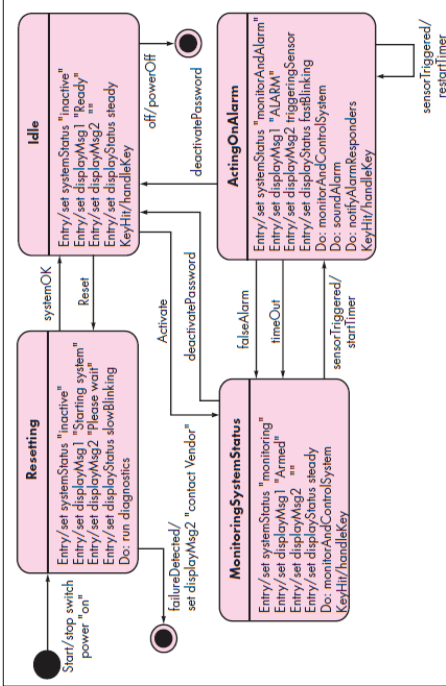 Start/stop switch
power "on"
Resetting
Entry/set systemStatus "inactive"
Entry/set displayMsg1 "Starting system"
Entry/set displayMsg2 "Please wait"
Entry/set displayStatus slowBlinking
Do: run diagnostics
failureDetected/
set displayMsg2 "contact Vendor"
systemOK
Reset
Idle
Entry/set systemStatus "inactive"
Entry/set displayMsg1 "Ready"
Entry/set displayMsg2 ""
Entry/set displayStatus steady
KeyHit/handleKey
off/powerOff
Activate
deactivatePassword
deactivatePassword
MonitoringSystemStatus
Entry/set systemStatus "monitoring"
Entry/set displayMsg1 "Armed"
Entry/set displayMsg2 ""
Entry/set displayStatus steady
Do: monitorAndControlSystem
KeyHit/handleKey
falseAlarm
timeOut
sensorTriggered/
startTimer
ActingOnAlarm
Entry/set systemStatus "monitorAndAlarm"
Entry/set displayMsg1 "ALARM"
Entry/set displayMsg2 triggeringSensor
Entry/set displayStatus fastBlinking
Do: monitorAndControlSystem
Do: soundAlarm
Do: notifyAlarmResponders
KeyHit/handleKey
sensorTriggered/
restartTimer